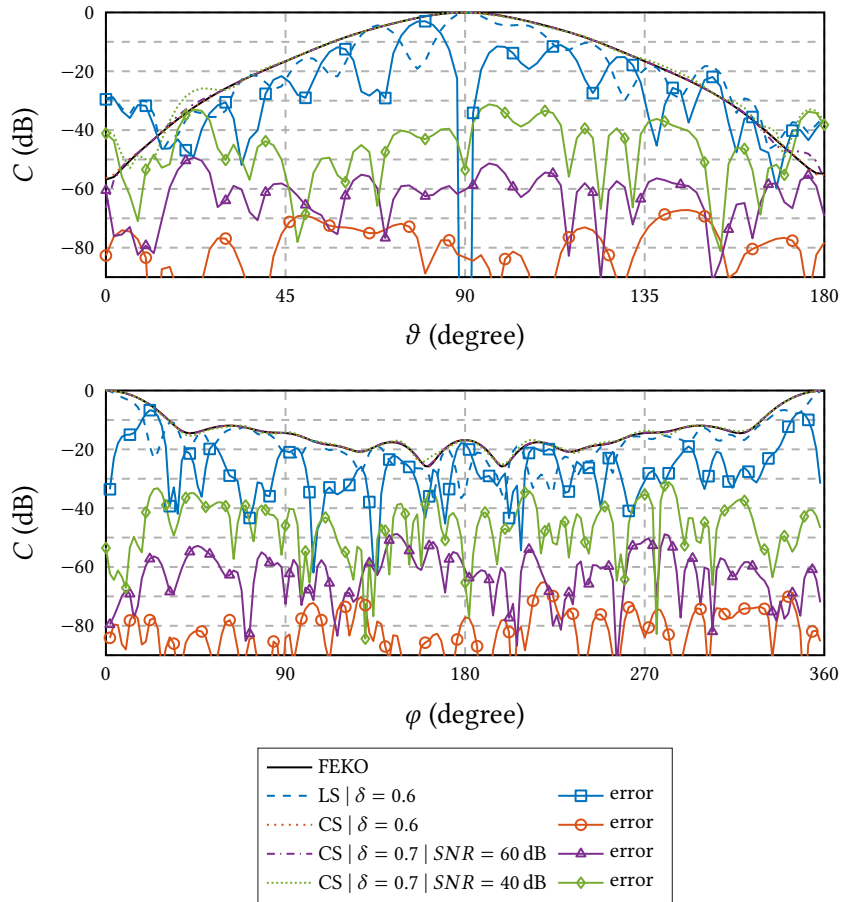 0
−20
−40
−60
−80
C (dB)
0 45 90 135 180
ϑ (degree)
0
−20
−40
−60
−80
C (dB)
0 90 180 270 360
φ (degree)
FEKO
LS | δ = 0.6 error
CS | δ = 0.6 error
CS | δ = 0.7 | SNR = 60 dB error
CS | δ = 0.7 | SNR = 40 dB error